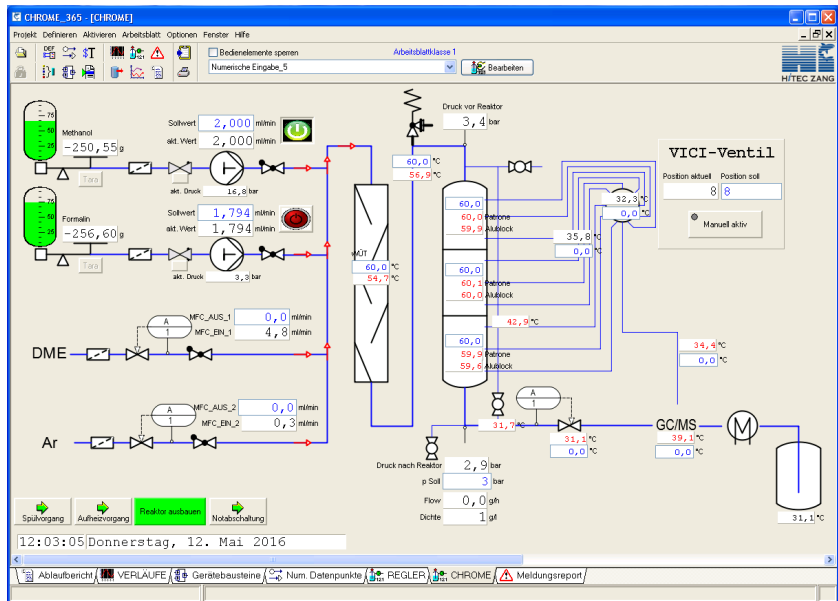 CHROME_365 - [CHROME]
Projekt Definieren Aktivieren Arbeitsblatt Optionen Fenster Hilfe
DEF $T
Bedienelemente sperren Arbeitsblattklasse 1
Numerische Eingabe_5 Bearbeiten
HiTEC ZANG
75
50
25
Methanol
-250,55 g
Tara
Sollwert 2,000 ml/min
akt. Wert 2,000 ml/min
akt. Druck 16,8 bar
75
50
25
Formalin
-256,60 g
Tara
Sollwert 1,794 ml/min
akt. Wert 1,794 ml/min
akt. Druck 3,3 bar
DME
A
1
MFC_AUS_1 0,0 ml/min
MFC_EIN_1 4,8 ml/min
Ar
A
1
MFC_AUS_2 0,0 ml/min
MFC_EIN_2 0,3 ml/min
WÜT
60,0 °C
54,7 °C
60,0 °C
56,9 °C
Druck vor Reaktor
3,4 bar
60,0
60,0 Patrone
59,9 Alublock
60,0
60,1 Patrone
60,0 Alublock
60,0
59,9 Patrone
59,6 Alublock
32,3 °C
0,0 °C
35,8 °C
0,0 °C
42,9 °C
VICI-Ventil
Position aktuell Position soll
8 8
Manuell aktiv
34,4 °C
0,0 °C
31,7 °C
A
1
31,1 °C
0,0 °C
GC/MS
39,1 °C
0,0 °C
M
31,1 °C
Druck nach Reaktor 2,9 bar
p Soll 3 bar
Flow 0,0 g/h
Dichte 1 g/l
Spülvorgang Aufheizvorgang Reaktor ausbauen Notabschaltung
12:03:05 Donnerstag, 12. Mai 2016
Ablaufbericht VERLÄUFE Gerätebausteine Num. Datenpunkte REGLER CHROME Meldungsreport